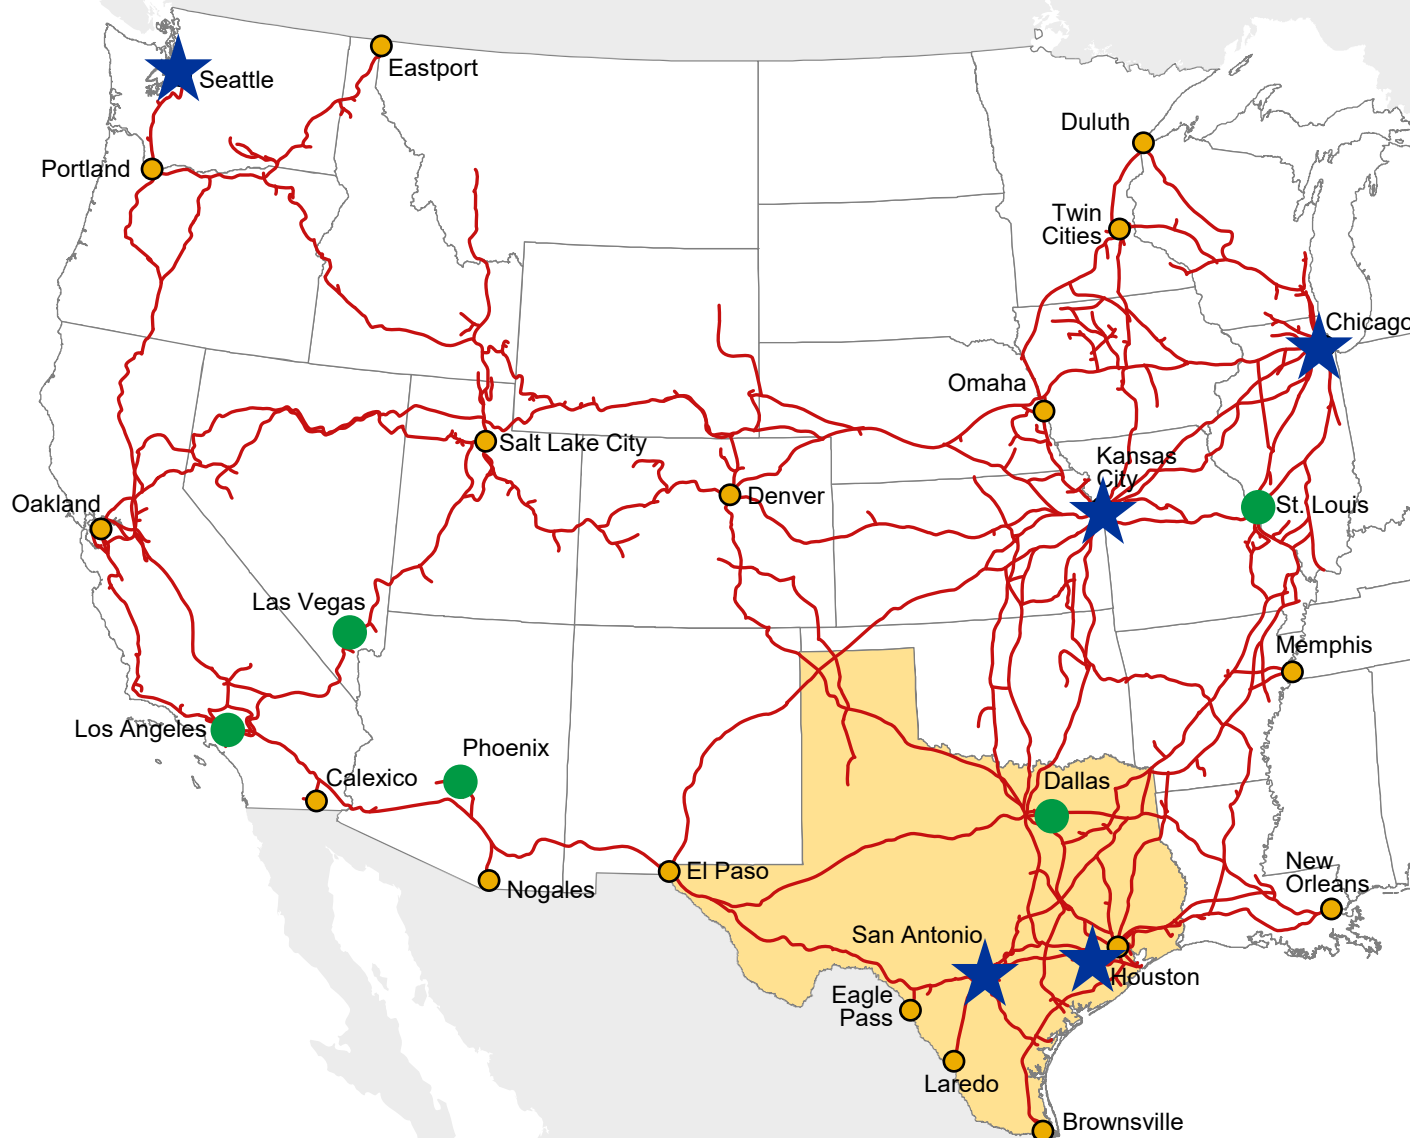 Seattle
Eastport
Duluth
Portland
Twin
Cities
Chicago
Omaha
Salt Lake City
Kansas
City
Denver
Oakland
St. Louis
Las Vegas
Memphis
Los Angeles
Phoenix
Calexico
Dallas
El Paso
Nogales
New
Orleans
San Antonio
Houston
Eagle
Pass
Laredo
Brownsville